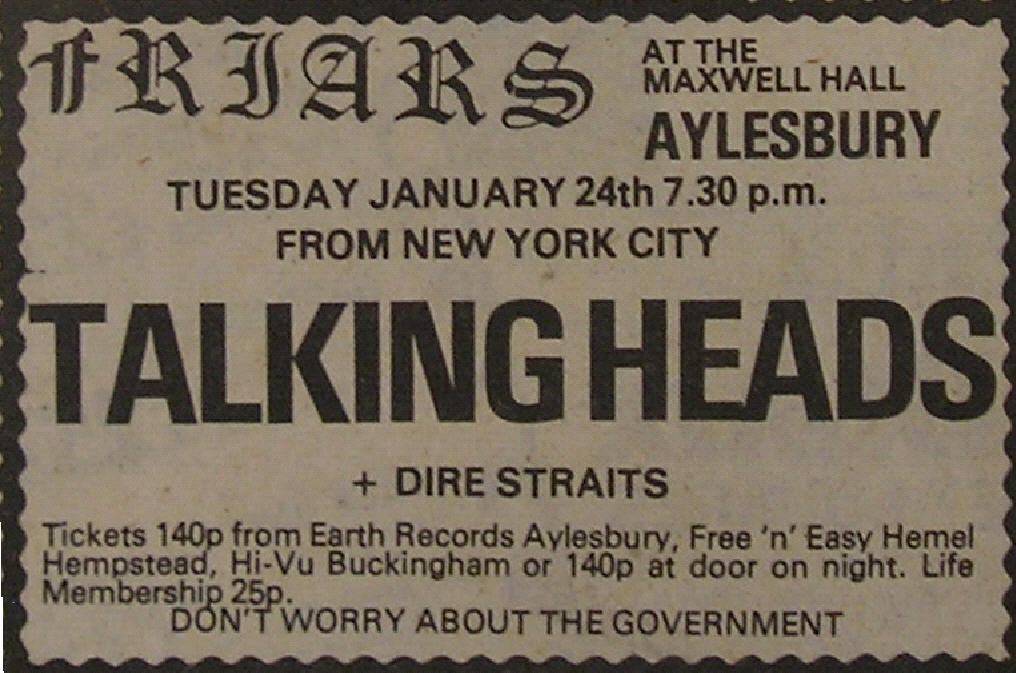 FRIARS
AT THE
MAXWELL HALL
AYLESBURY
TUESDAY JANUARY 24th 7.30 p.m.
FROM NEW YORK CITY
TALKING HEADS
+ DIRE STRAITS
Tickets 140p from Earth Records Aylesbury, Free 'n' Easy Hemel
Hempstead, Hi-Vu Buckingham or 140p at door on night. Life
Membership 25p.
DON'T WORRY ABOUT THE GOVERNMENT